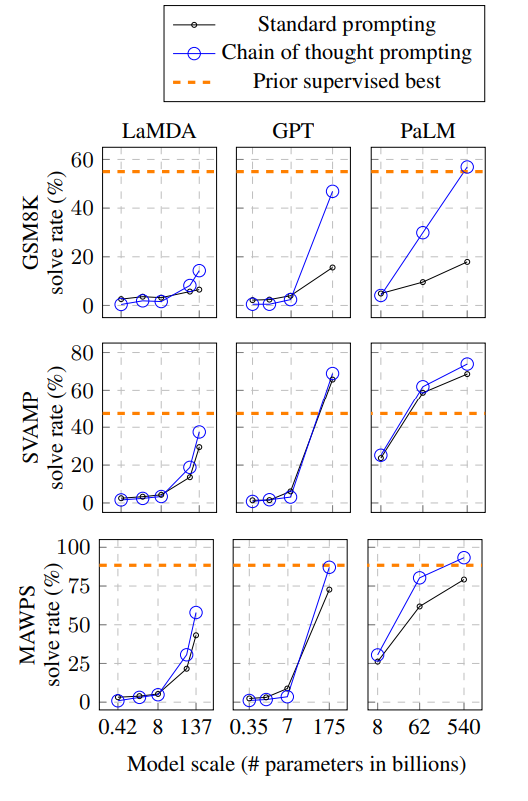 Standard prompting
Chain of thought prompting
Prior supervised best
LaMDA GPT PaLM
GSM8K
solve rate (%)
60
40
20
0
SVAMP
solve rate (%)
80
60
40
20
0
MAWPS
solve rate (%)
100
75
50
25
0
0.42 8 137 0.35 7 175 8 62 540
Model scale (# parameters in billions)